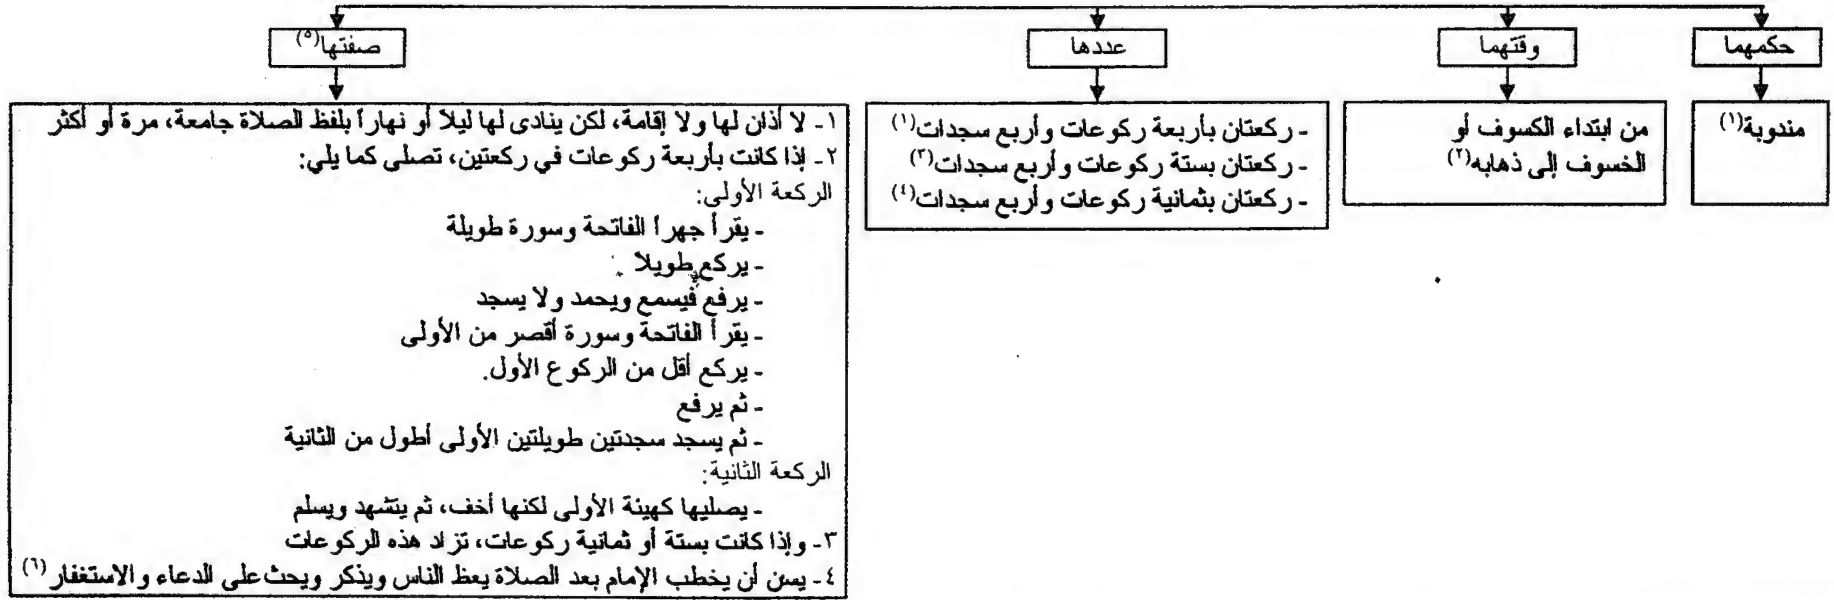 حكمهما
مندوبة(١)
وقتهما
من ابتداء الكسوف أو
الخسوف إلى ذهابه(٢)
عددها
- ركعتان بأربعة ركوعات وأربع سجدات(١)
- ركعتان بستة ركوعات وأربع سجدات(٣)
- ركعتان بثمانية ركوعات وأربع سجدات(٤)
صفتها(٥)
١- لا أذان لها ولا إقامة، لكن ينادى لها ليلاً أو نهاراً بلفظ الصلاة جامعة، مرة أو أكثر
٢- إذا كانت بأربعة ركوعات في ركعتين، تصلى كما يلي:
الركعة الأولى:
- يقرأ جهراً الفاتحة وسورة طويلة
- يركع طويلاً
- يرفع فيسمع ويحمد ولا يسجد
- يقرأ الفاتحة وسورة أقصر من الأولى
- يركع أقل من الركوع الأول.
- ثم يرفع
- ثم يسجد سجدتين طويلتين الأولى أطول من الثانية
الركعة الثانية:
- يصليها كهيئة الأولى لكنها أخف، ثم يتشهد ويسلم
٣- وإذا كانت بستة أو ثمانية ركوعات، تزاد هذه الركوعات
٤- يسن أن يخطب الإمام بعد الصلاة يعظ الناس ويذكر ويحث على الدعاء والاستغفار(٦)